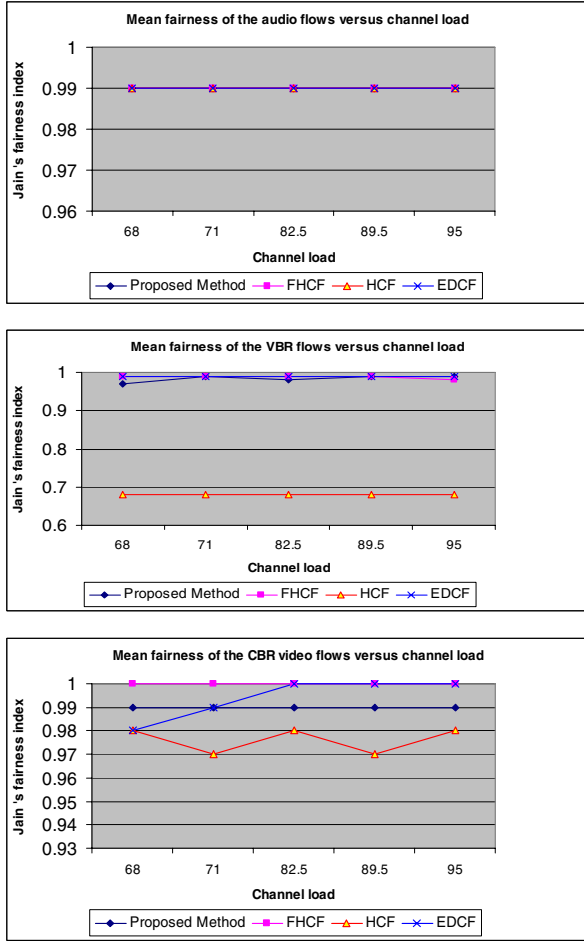 Mean fairness of the audio flows versus channel load
Jain 's fairness index
1
0.99
0.98
0.97
0.96
68 71 82.5 89.5 95
Channel load
Proposed Method FHCF HCF EDCF
Mean fairness of the VBR flows versus channel load
Jain 's fairness index
1
0.9
0.8
0.7
0.6
68 71 82.5 89.5 95
Channel load
Proposed Method FHCF HCF EDCF
Mean fairness of the CBR video flows versus channel load
Jain 's fairness index
1
0.99
0.98
0.97
0.96
0.95
0.94
0.93
68 71 82.5 89.5 95
Channel load
Proposed Method FHCF HCF EDCF